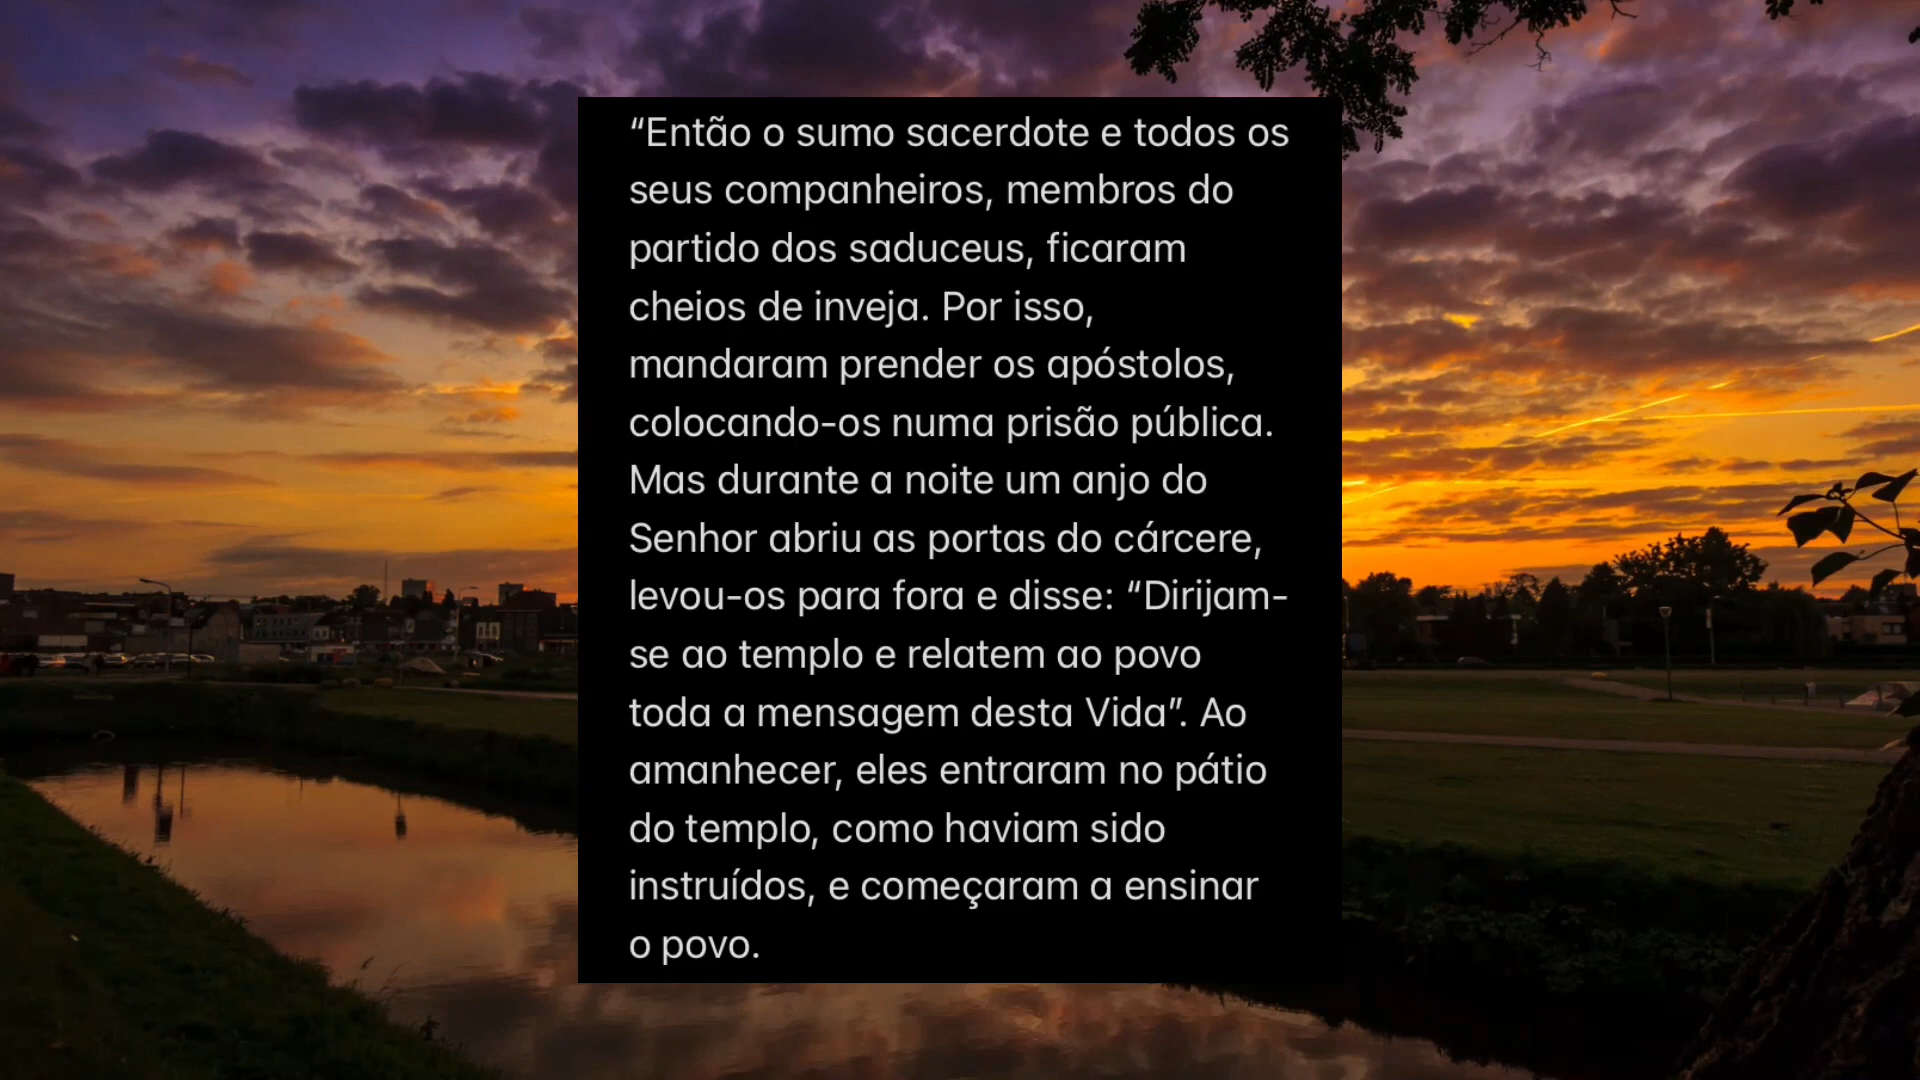 “Então o sumo sacerdote e todos os
seus companheiros, membros do
partido dos saduceus, ficaram
cheios de inveja. Por isso,
mandaram prender os apóstolos,
colocando-os numa prisão pública.
Mas durante a noite um anjo do
Senhor abriu as portas do cárcere,
levou-os para fora e disse: “Dirijam-
se ao templo e relatem ao povo
toda a mensagem desta Vida”. Ao
amanhecer, eles entraram no pátio
do templo, como haviam sido
instruídos, e começaram a ensinar
o povo.